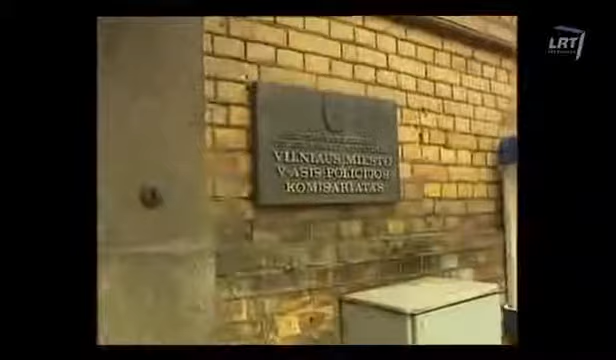 LRT
VILNIAUS MIESTO
V-ASIS POLICIJOS
KOMISARIATAS